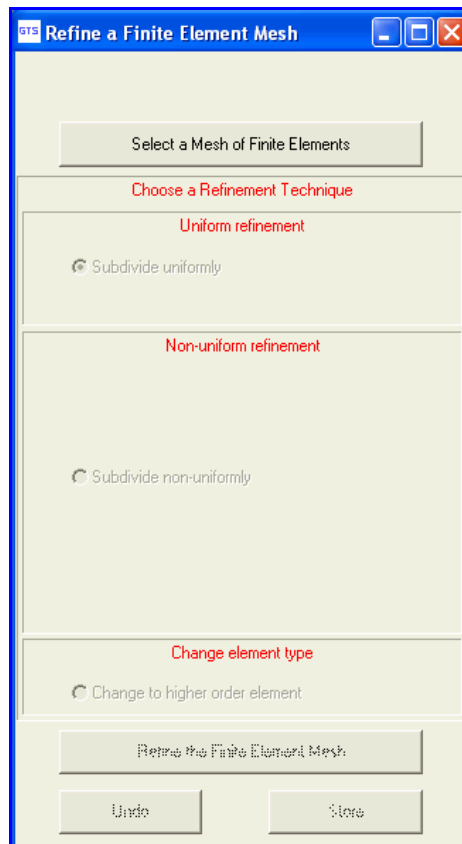 GTS Refine a Finite Element Mesh
Select a Mesh of Finite Elements
Choose a Refinement Technique
Uniform refinement
Subdivide uniformly
Non-uniform refinement
Subdivide non-uniformly
Change element type
Change to higher order element
Refine the Finite Element Mesh
Undo Store